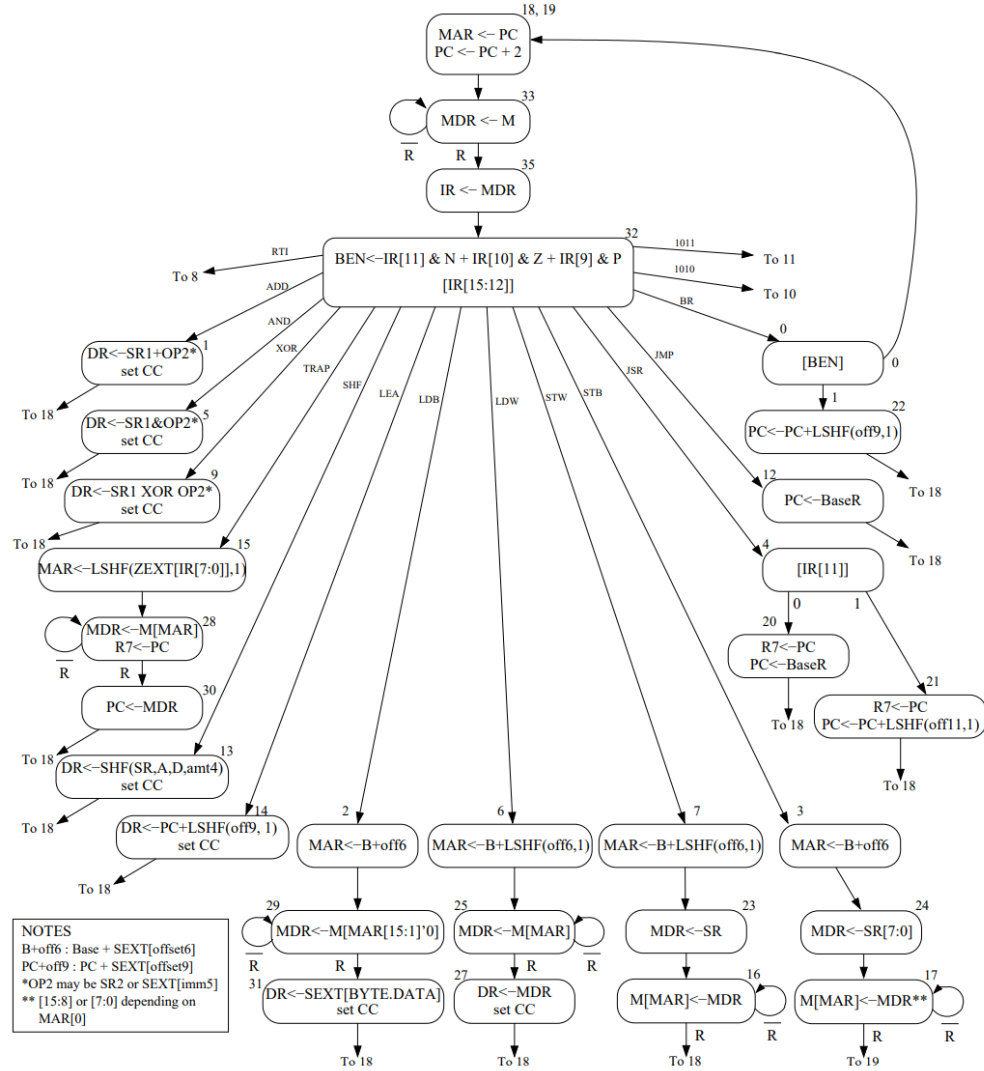 18, 19
MAR <– PC
PC <– PC + 2
33
MDR <– M
R
R
35
IR <– MDR
32
BEN<–IR[11] & N + IR[10] & Z + IR[9] & P
[IR[15:12]]
RTI
To 8
1011
To 11
1010
To 10
ADD
AND
XOR
TRAP
SHF
LEA
LDB
LDW
STW
STB
JSR
JMP
BR
1
DR<–SR1+OP2*
set CC
To 18
5
DR<–SR1&OP2*
set CC
To 18
9
DR<–SR1 XOR OP2*
set CC
To 18
15
MAR<–LSHF(ZEXT[IR[7:0]],1)
28
MDR<–M[MAR]
R7<–PC
R
R
30
PC<–MDR
To 18
13
DR<–SHF(SR,A,D,amt4)
set CC
To 18
14
DR<–PC+LSHF(off9, 1)
set CC
To 18
0
[BEN]
0
1
22
PC<–PC+LSHF(off9,1)
To 18
12
PC<–BaseR
To 18
4
[IR[11]]
0
1
20
R7<–PC
PC<–BaseR
To 18
21
R7<–PC
PC<–PC+LSHF(off11,1)
To 18
2
MAR<–B+off6
6
MAR<–B+LSHF(off6,1)
7
MAR<–B+LSHF(off6,1)
3
MAR<–B+off6
29
MDR<–M[MAR[15:1]’0]
R
R
25
MDR<–M[MAR]
R
R
23
MDR<–SR
24
MDR<–SR[7:0]
31
DR<–SEXT[BYTE.DATA]
set CC
To 18
27
DR<–MDR
set CC
To 18
16
M[MAR]<–MDR
R
R
To 18
17
M[MAR]<–MDR**
R
R
To 19
NOTES
B+off6 : Base + SEXT[offset6]
PC+off9 : PC + SEXT[offset9]
*OP2 may be SR2 or SEXT[imm5]
** [15:8] or [7:0] depending on
MAR[0]